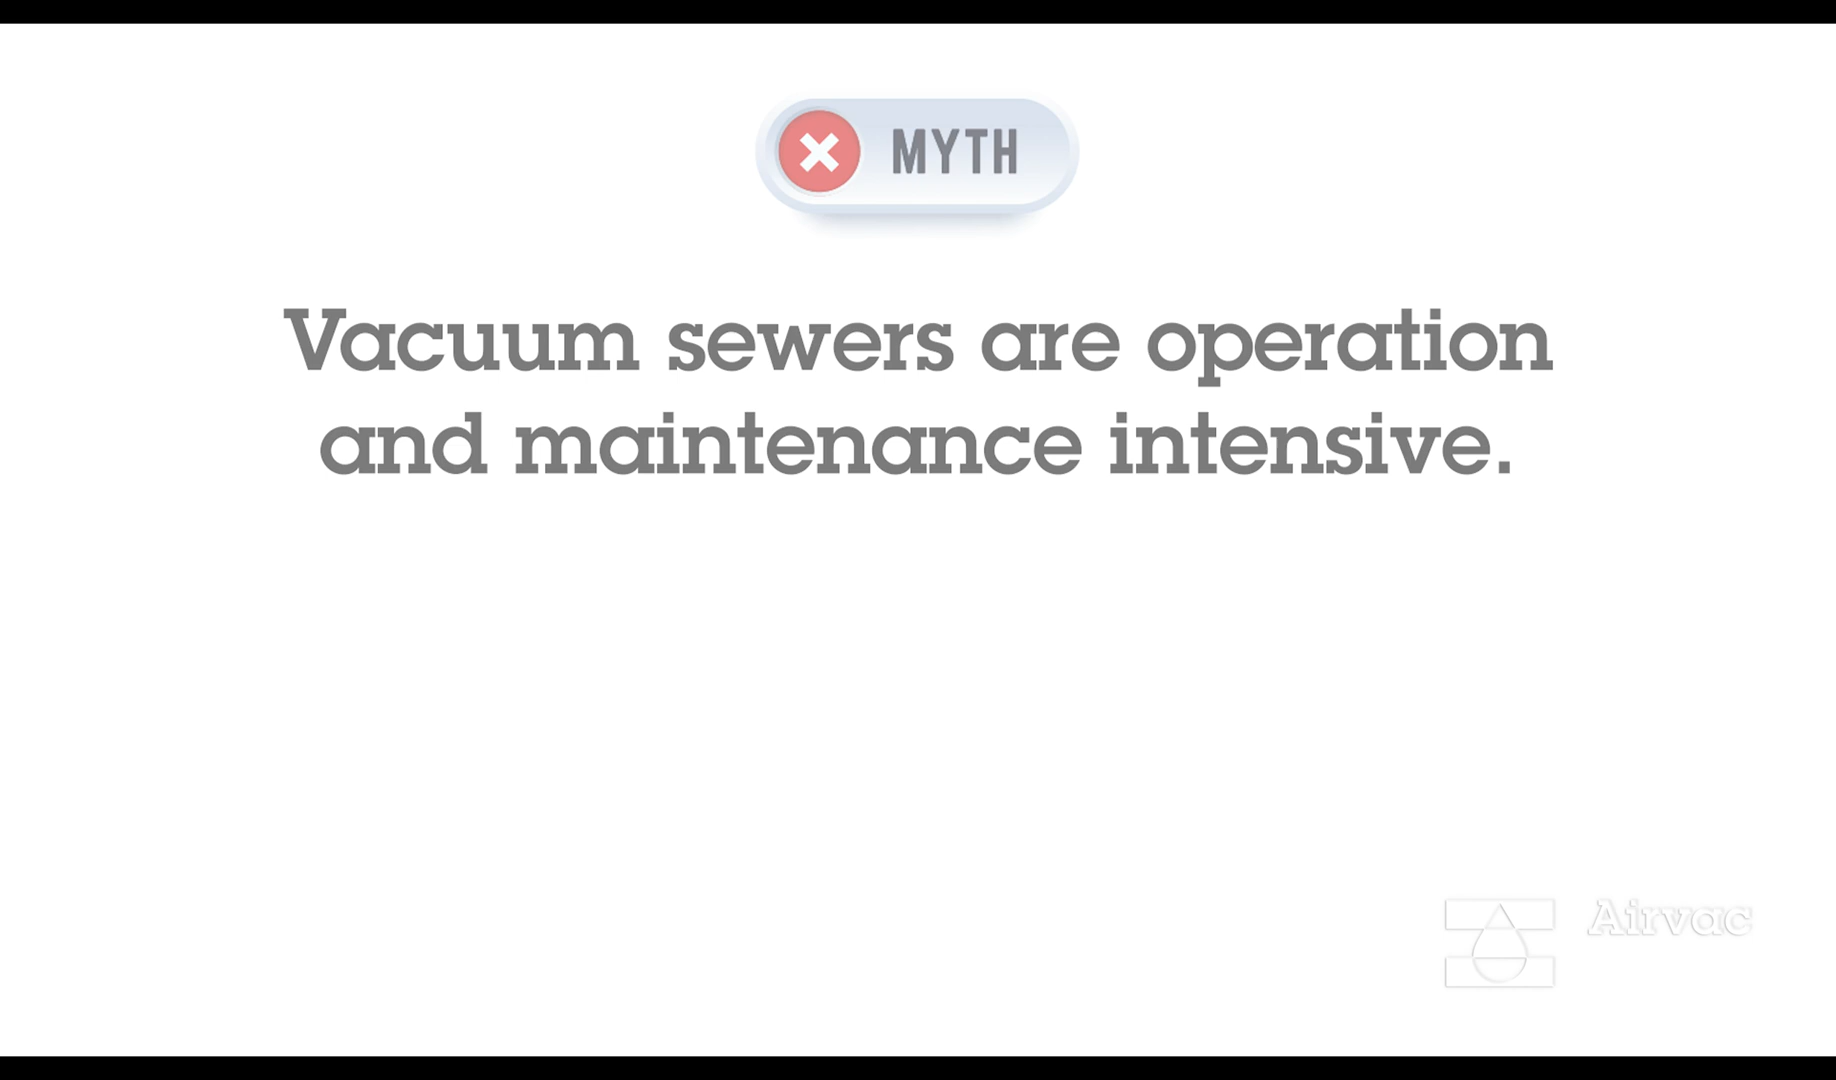 MYTH
Vacuum sewers are operation
and maintenance intensive.
Airvac